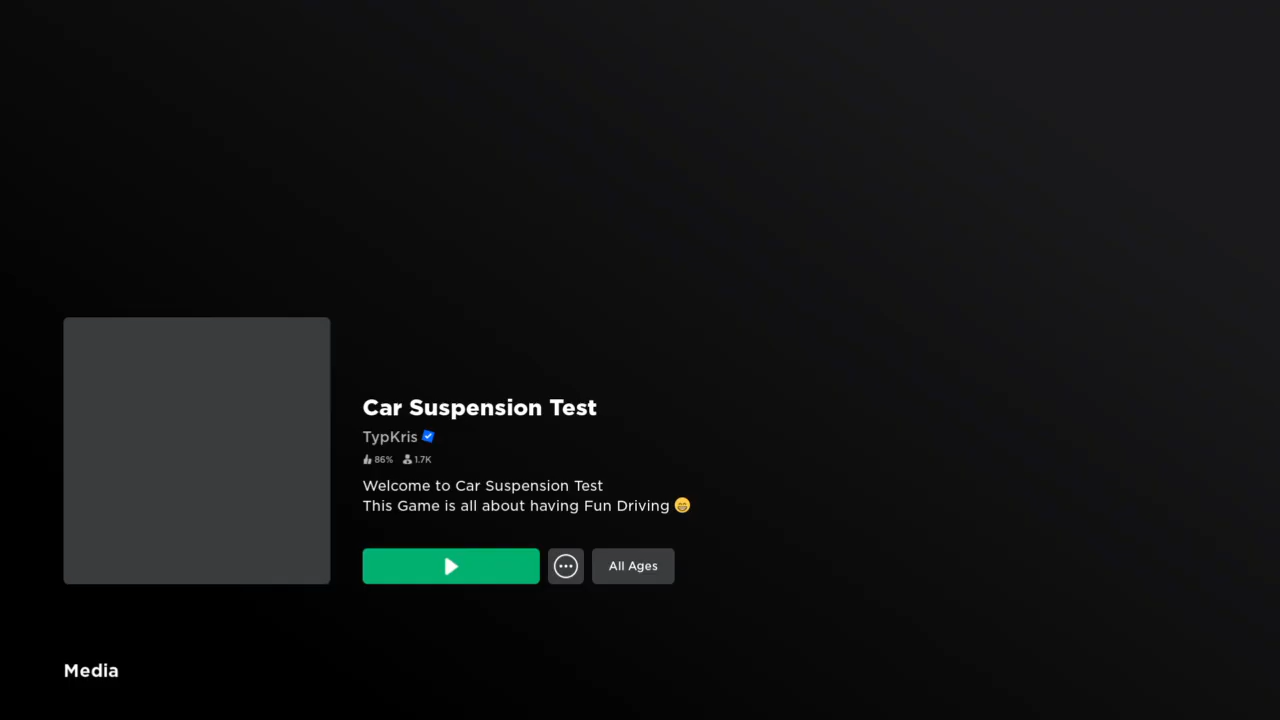 Car Suspension Test
TypKris
86% 1.7K
Welcome to Car Suspension Test
This Game is all about having Fun Driving 😁
All Ages
Media